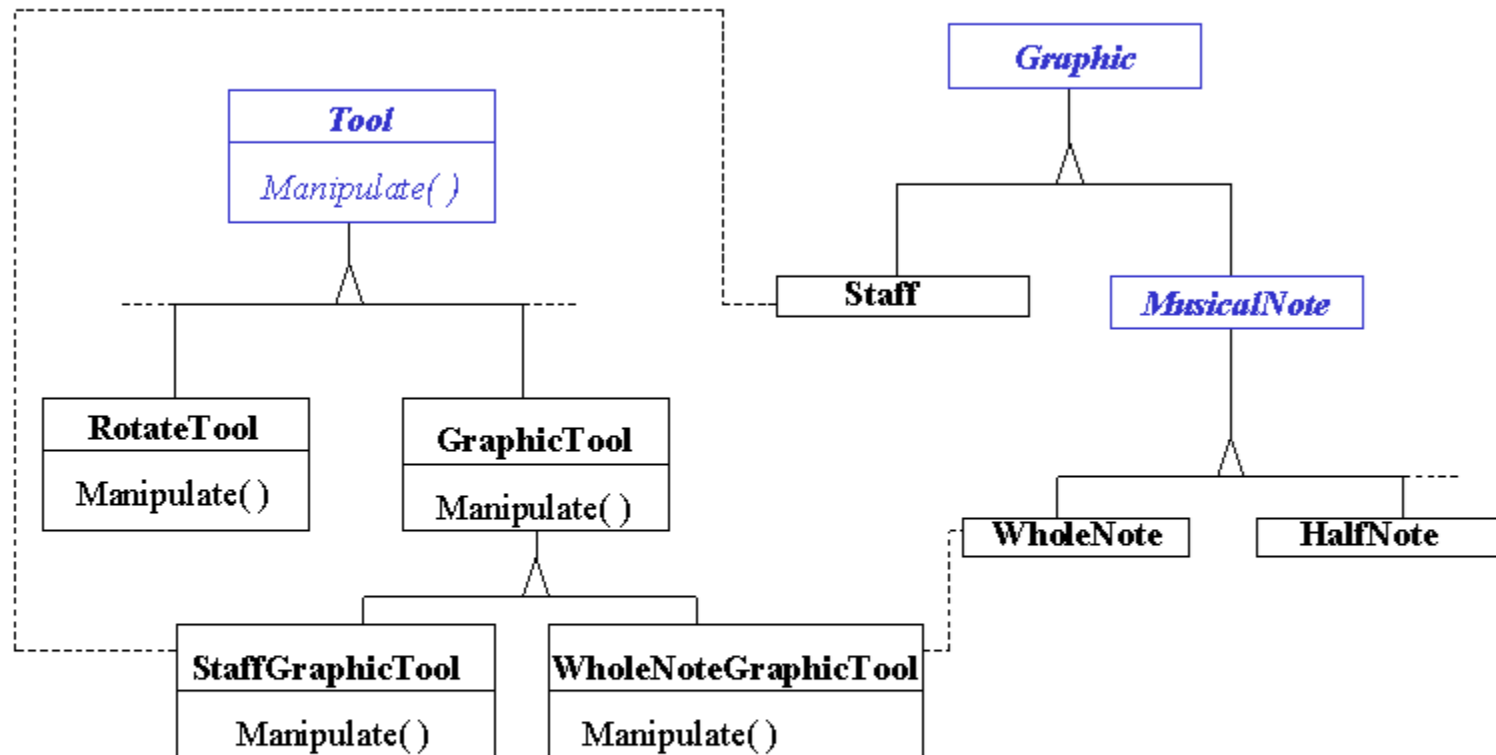 Graphic
Tool
Manipulate( )
Staff
MusicalNote
RotateTool
Manipulate( )
GraphicTool
Manipulate( )
WholeNote
HalfNote
StaffGraphicTool
Manipulate( )
WholeNoteGraphicTool
Manipulate( )